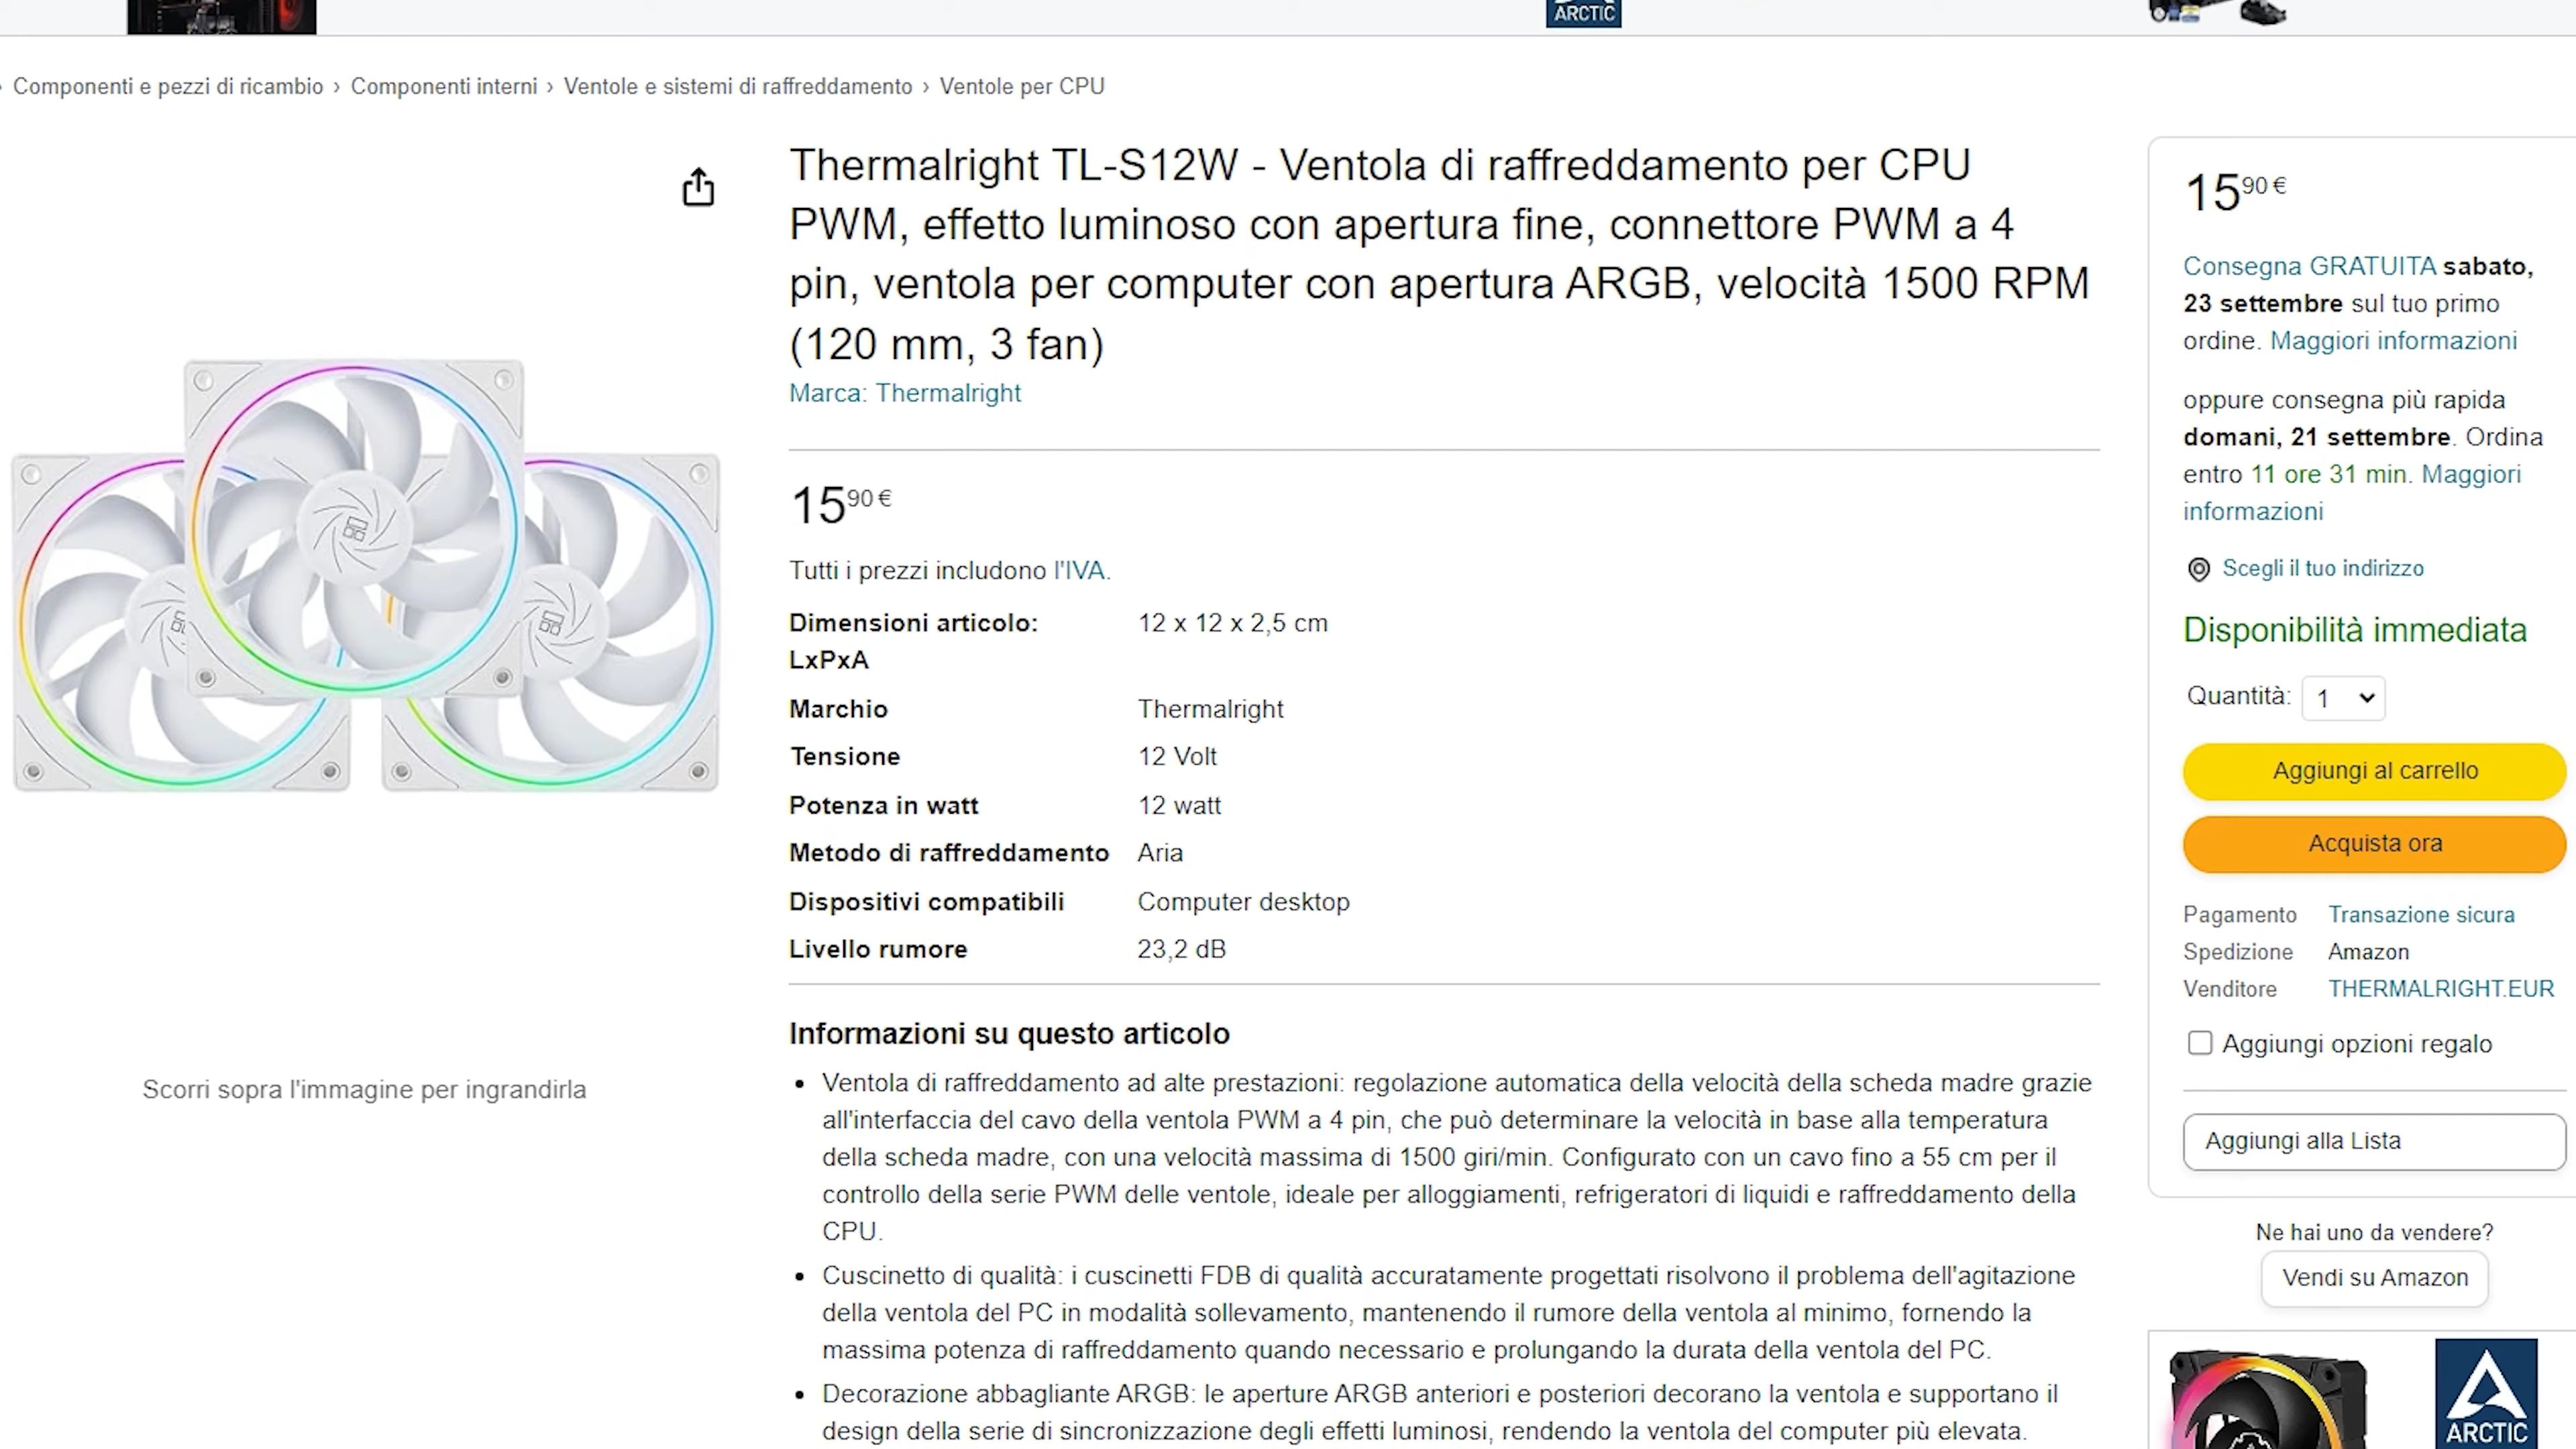 ARCTIC
› Componenti e pezzi di ricambio › Componenti interni › Ventole e sistemi di raffreddamento › Ventole per CPU
Thermalright TL-S12W - Ventola di raffreddamento per CPU
PWM, effetto luminoso con apertura fine, connettore PWM a 4
pin, ventola per computer con apertura ARGB, velocità 1500 RPM
(120 mm, 3 fan)
Marca: Thermalright
15 90 €
Tutti i prezzi includono l'IVA.
Dimensioni articolo: 12 x 12 x 2,5 cm
LxPxA
Marchio Thermalright
Tensione 12 Volt
Potenza in watt 12 watt
Metodo di raffreddamento Aria
Dispositivi compatibili Computer desktop
Livello rumore 23,2 dB
Informazioni su questo articolo
• Ventola di raffreddamento ad alte prestazioni: regolazione automatica della velocità della scheda madre grazie
all'interfaccia del cavo della ventola PWM a 4 pin, che può determinare la velocità in base alla temperatura
della scheda madre, con una velocità massima di 1500 giri/min. Configurato con un cavo fino a 55 cm per il
controllo della serie PWM delle ventole, ideale per alloggiamenti, refrigeratori di liquidi e raffreddamento della
CPU.
• Cuscinetto di qualità: i cuscinetti FDB di qualità accuratamente progettati risolvono il problema dell'agitazione
della ventola del PC in modalità sollevamento, mantenendo il rumore della ventola al minimo, fornendo la
massima potenza di raffreddamento quando necessario e prolungando la durata della ventola del PC.
• Decorazione abbagliante ARGB: le aperture ARGB anteriori e posteriori decorano la ventola e supportano il
design della serie di sincronizzazione degli effetti luminosi, rendendo la ventola del computer più elevata.
Scorri sopra l'immagine per ingrandirla
15 90 €
Consegna GRATUITA sabato,
23 settembre sul tuo primo
ordine. Maggiori informazioni
oppure consegna più rapida
domani, 21 settembre. Ordina
entro 11 ore 31 min. Maggiori
informazioni
Scegli il tuo indirizzo
Disponibilità immediata
Quantità: 1
Aggiungi al carrello
Acquista ora
Pagamento Transazione sicura
Spedizione Amazon
Venditore THERMALRIGHT.EUR
Aggiungi opzioni regalo
Aggiungi alla Lista
Ne hai uno da vendere?
Vendi su Amazon
ARCTIC